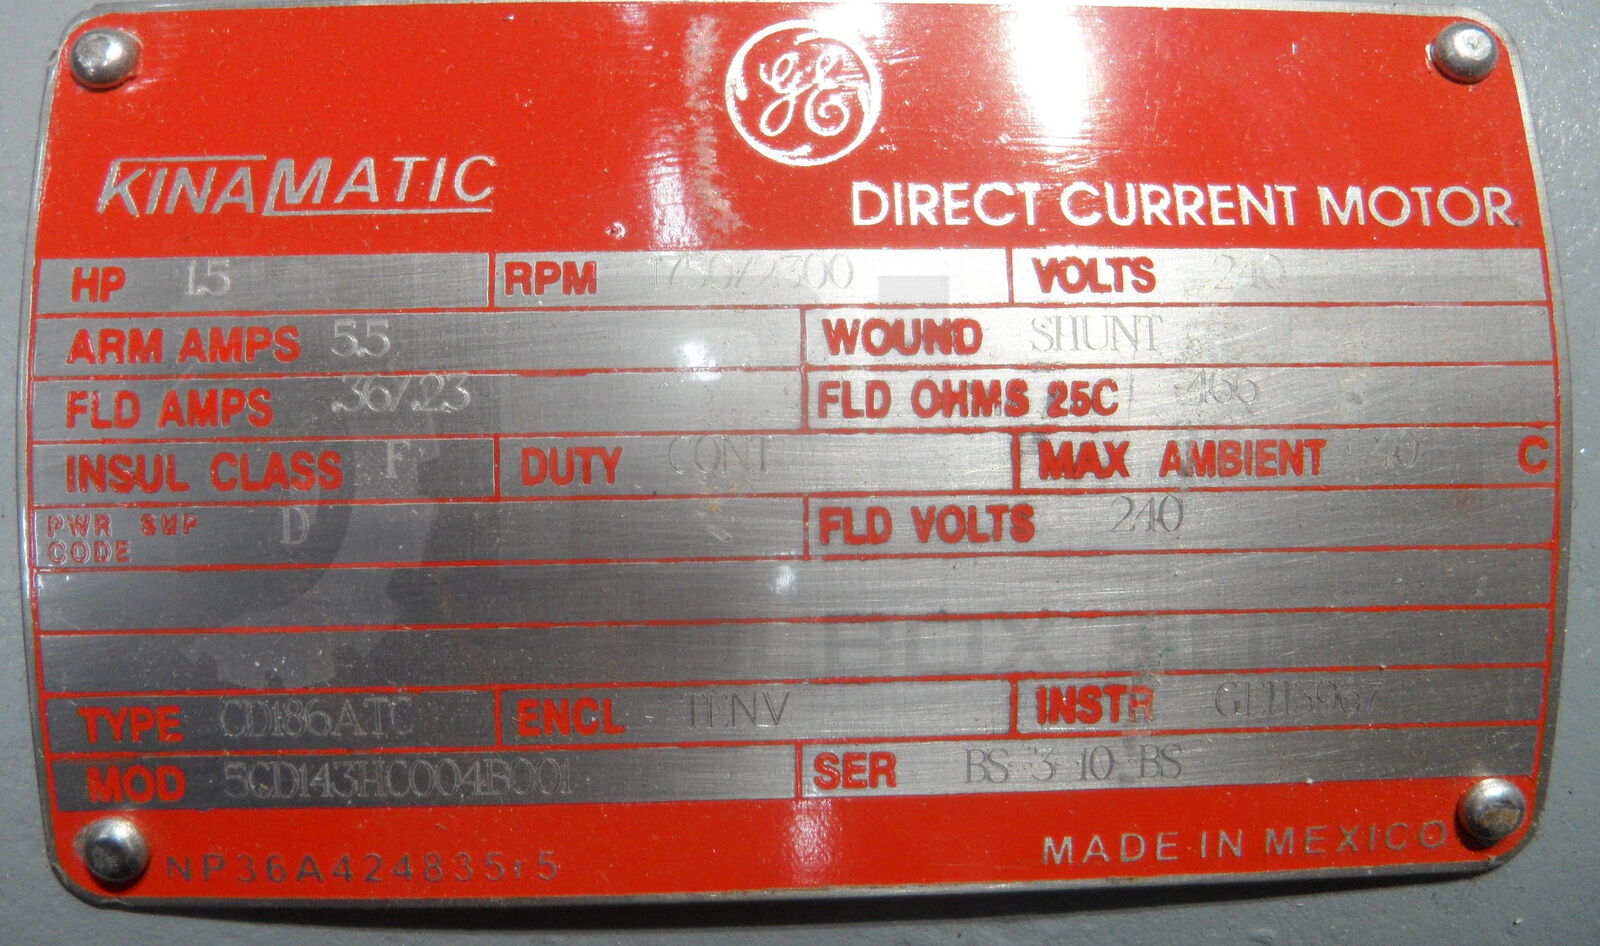 GE
KINAMATIC
DIRECT CURRENT MOTOR
HP 1.5 RPM 1750/2300 VOLTS 240
ARM AMPS 5.5 WOUND SHUNT
FLD AMPS .36/.23 FLD OHMS 25C 466
INSUL CLASS F DUTY CONT MAX AMBIENT 40 C
PWR SUP CODE D FLD VOLTS 240
TYPE CD186ATC ENCL TENV INSTR GEH3967
MOD 5CD143HC004B001 SER BS-3-10-BS
NP36A424835r5
MADE IN MEXICO